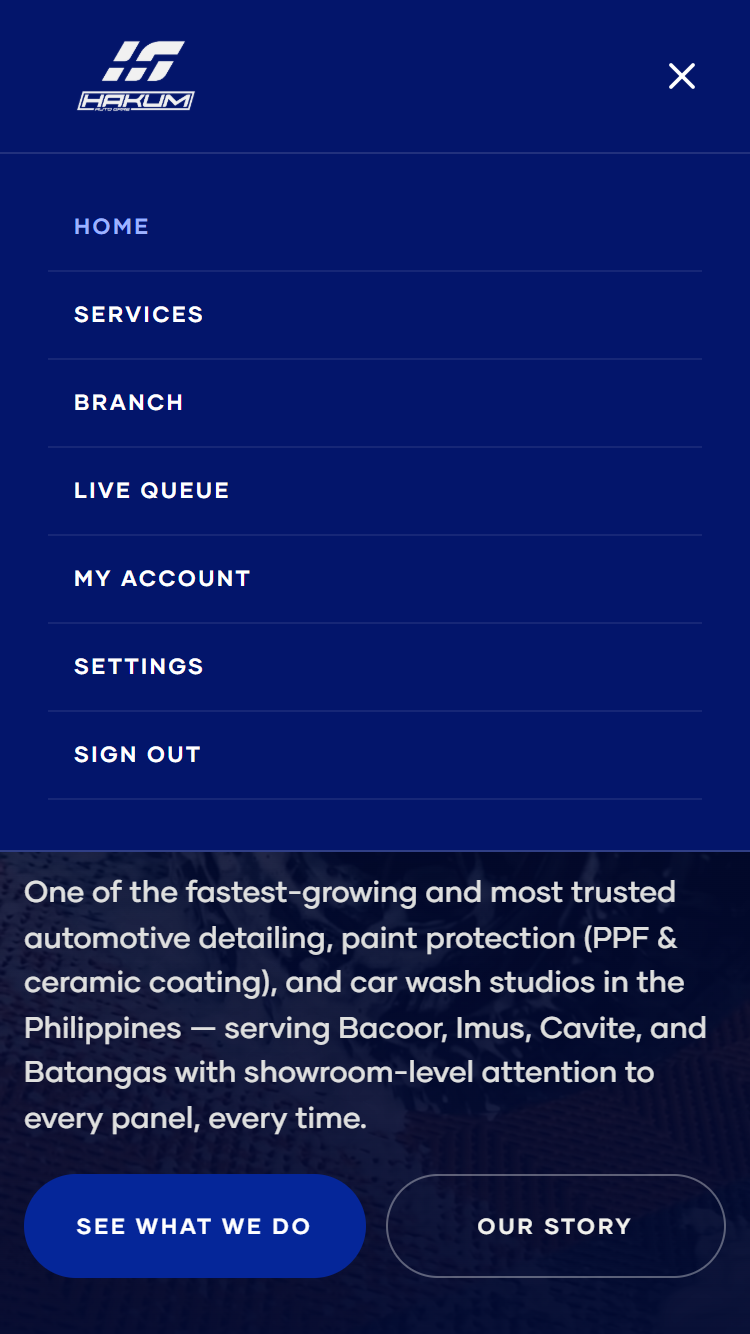 HAKUM
AUTO CARE
HOME
SERVICES
BRANCH
LIVE QUEUE
MY ACCOUNT
SETTINGS
SIGN OUT
One of the fastest-growing and most trusted
automotive detailing, paint protection (PPF &
ceramic coating), and car wash studios in the
Philippines — serving Bacoor, Imus, Cavite, and
Batangas with showroom-level attention to
every panel, every time.
SEE WHAT WE DO
OUR STORY